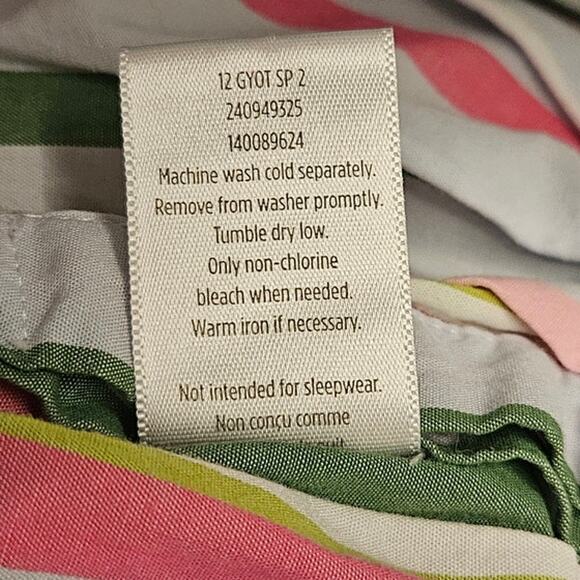 12 GYOT SP 2
240949325
140089624
Machine wash cold separately.
Remove from washer promptly.
Tumble dry low.
Only non-chlorine
bleach when needed.
Warm iron if necessary.
Not intended for sleepwear.
Non conçu comme